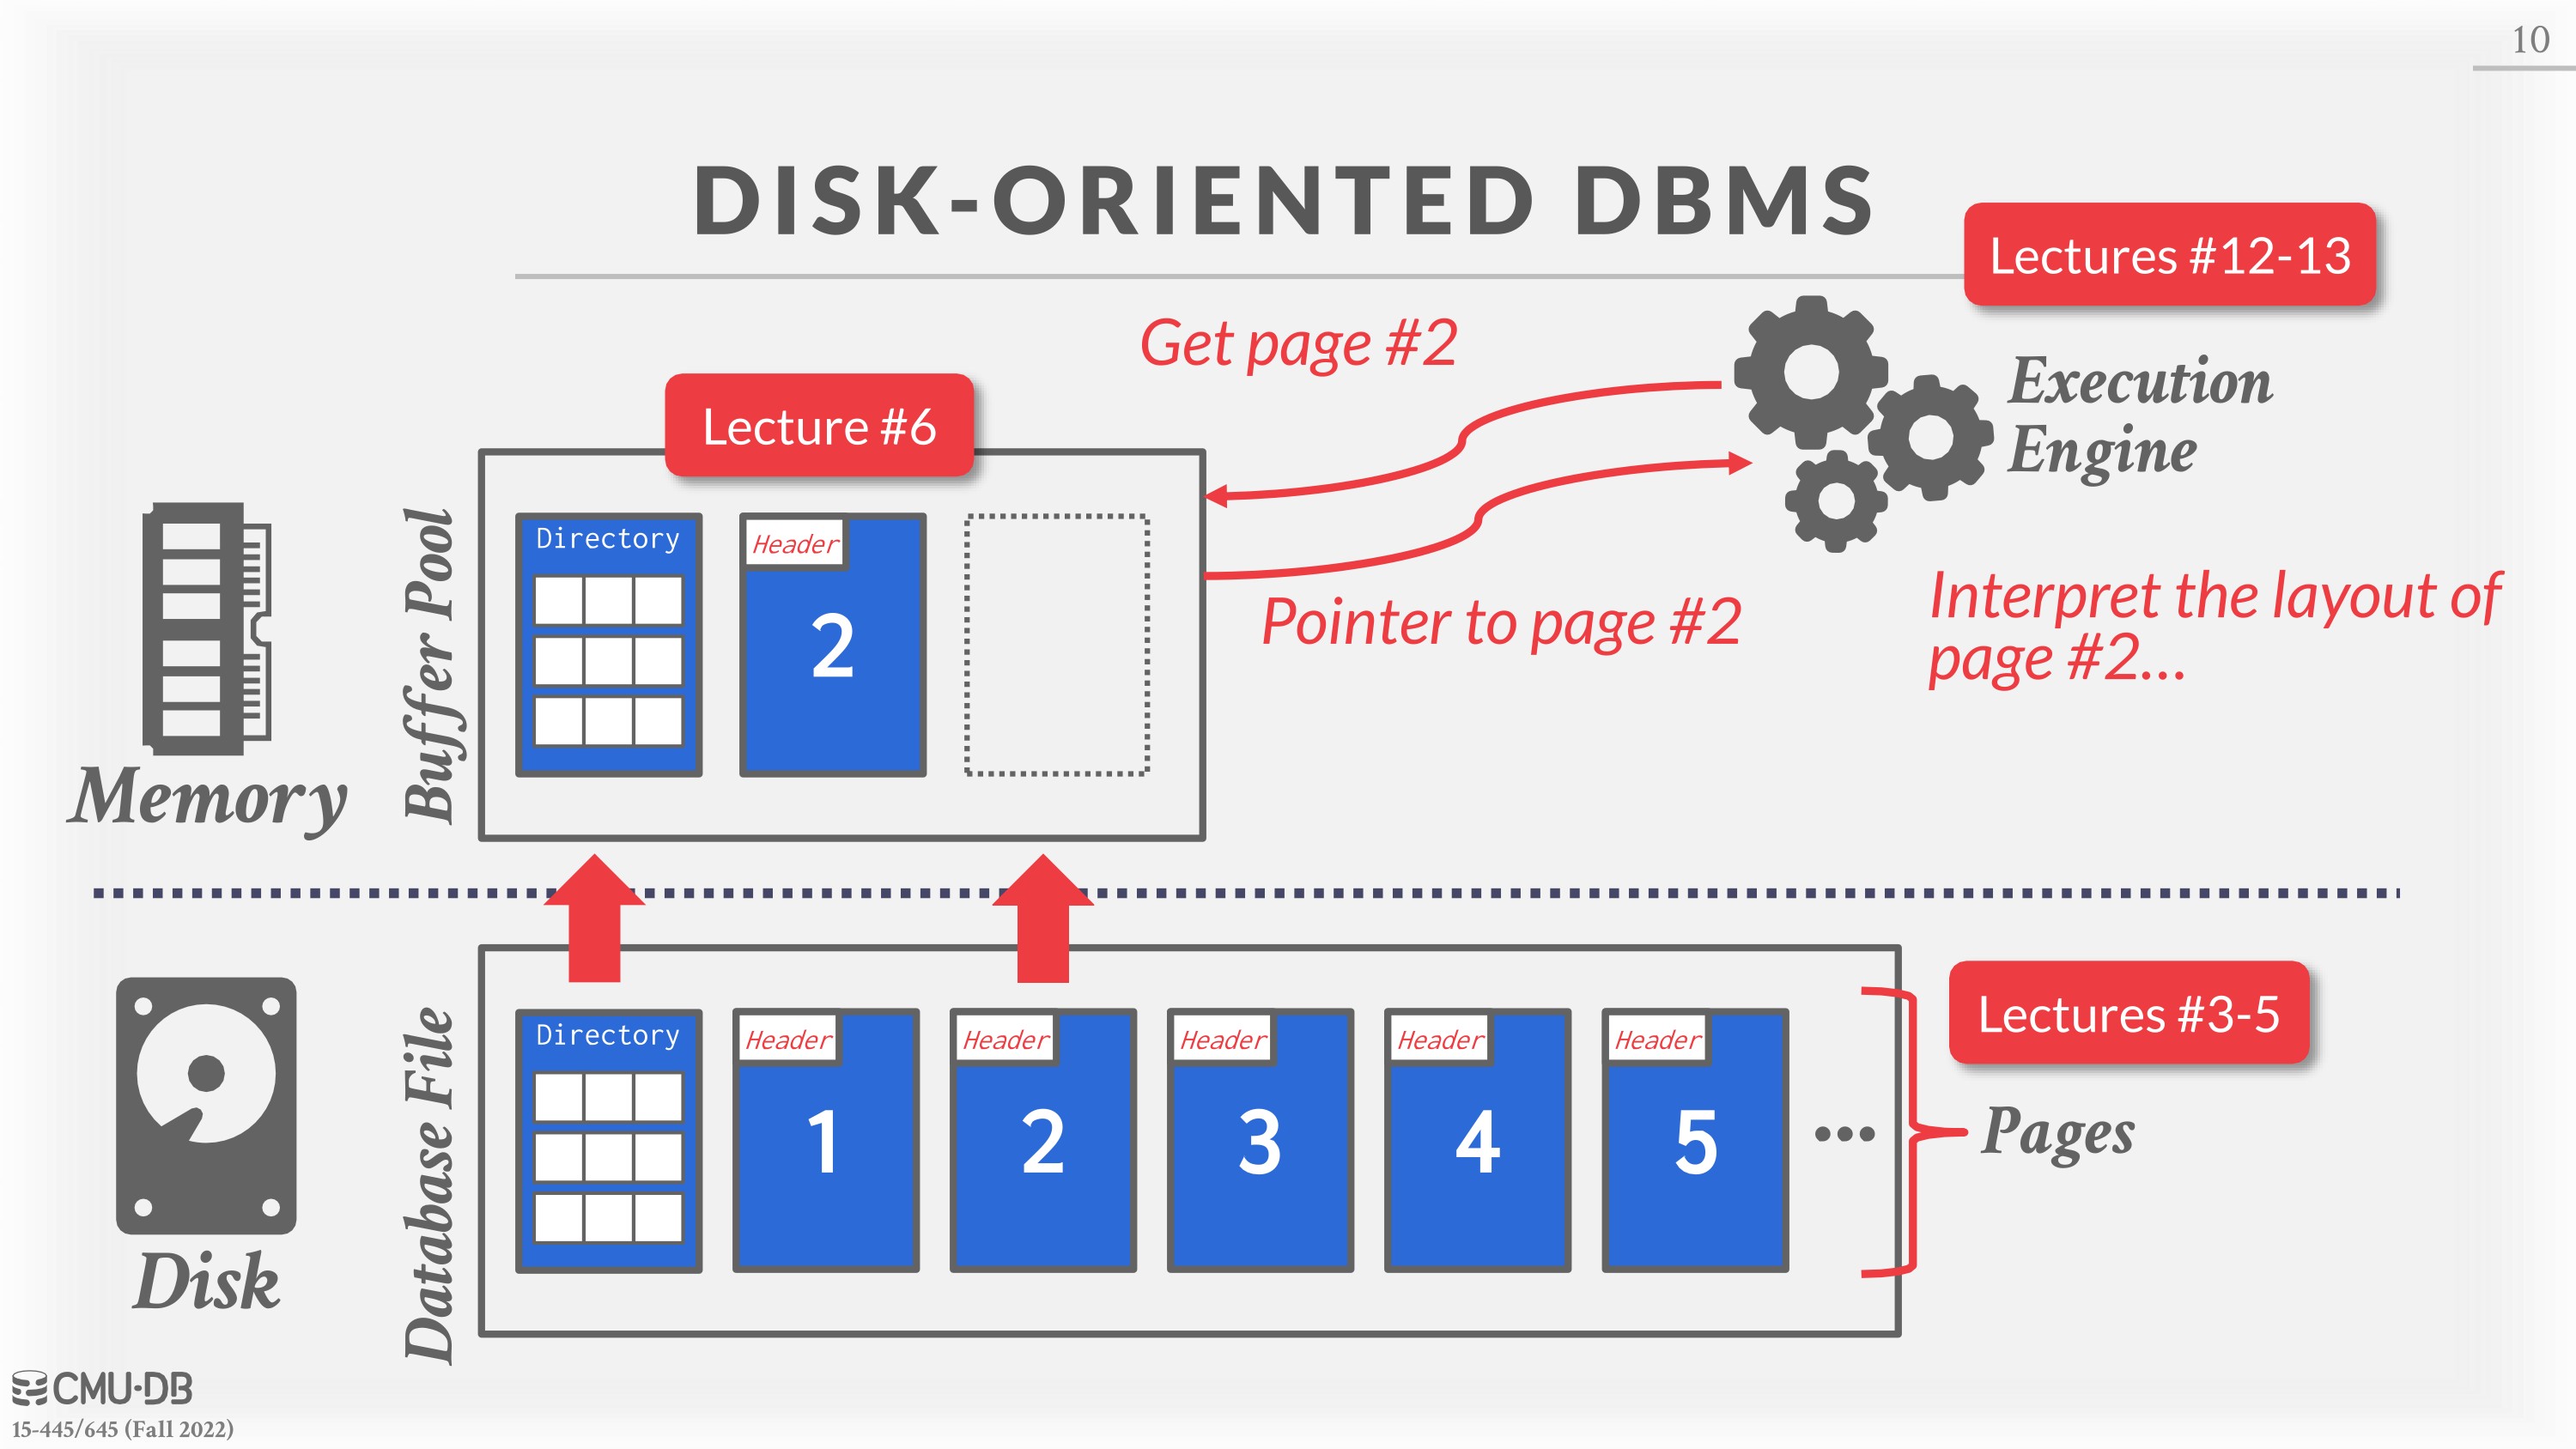 10
DISK-ORIENTED DBMS
Lectures #12-13
Get page #2
Execution
Engine
Lecture #6
Buffer Pool
Directory
Header
2
Pointer to page #2
Interpret the layout of
page #2...
Memory
Database File
Directory
Header
1
Header
2
Header
3
Header
4
Header
5
...
Lectures #3-5
Pages
Disk
CMU·DB
15-445/645 (Fall 2022)